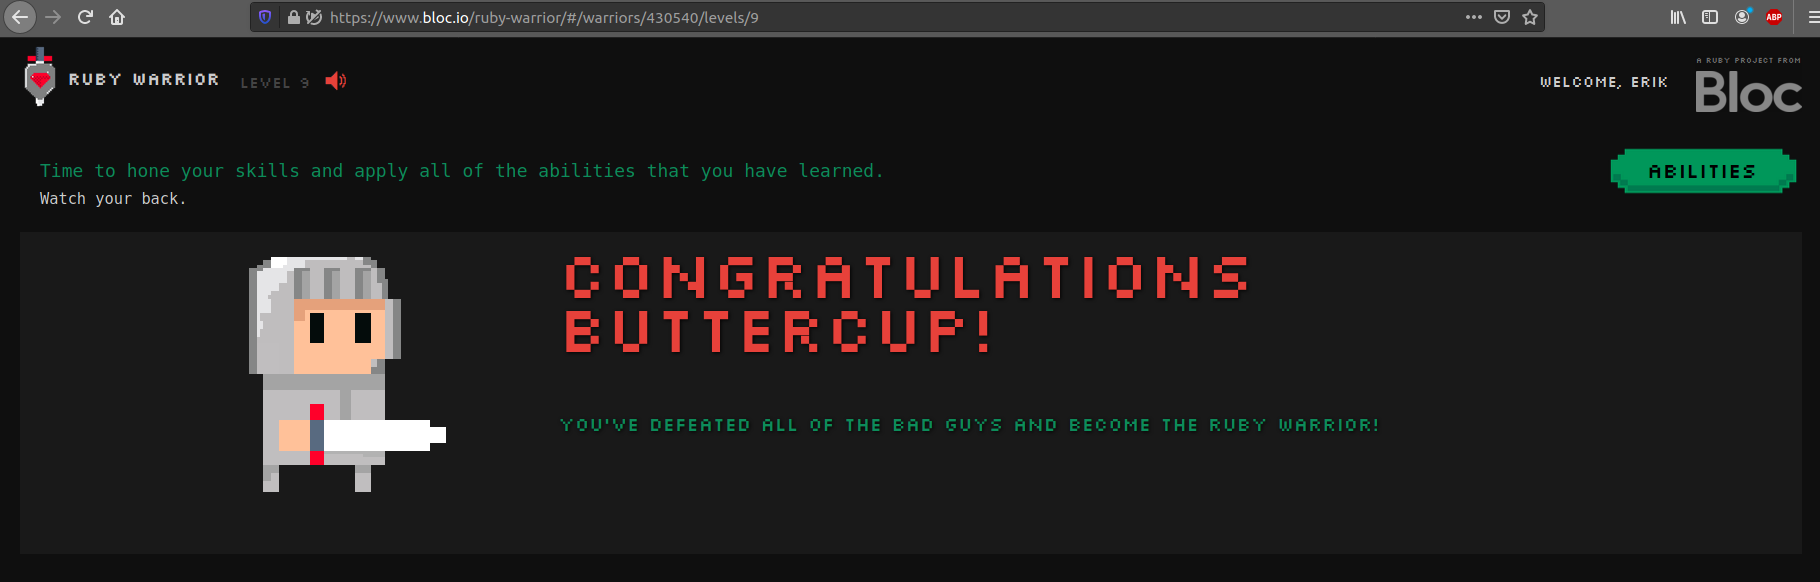 https://www.bloc.io/ruby-warrior/#/warriors/430540/levels/9
ABP
RUBY WARRIOR LEVEL 9
WELCOME, ERIK
A RUBY PROJECT FROM
Bloc
Time to hone your skills and apply all of the abilities that you have learned.
Watch your back.
ABILITIES
CONGRATULATIONS
BUTTERCUP!
YOU'VE DEFEATED ALL OF THE BAD GUYS AND BECOME THE RUBY WARRIOR!